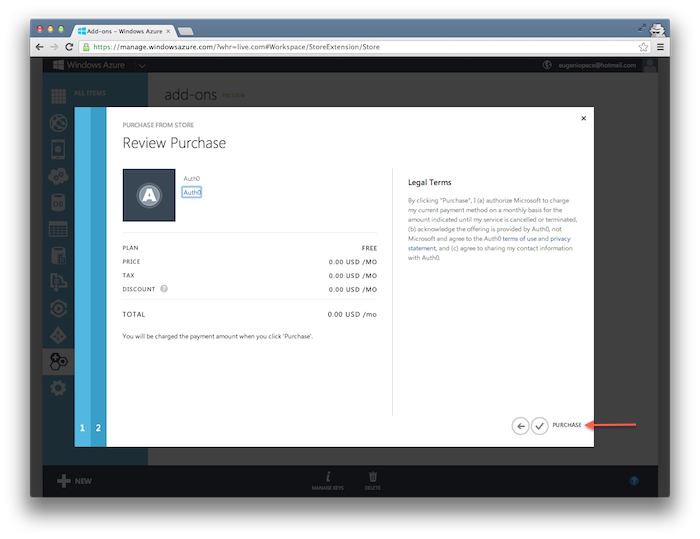 Add-ons – Windows Azure
https://manage.windowsazure.com/?whr=live.com#Workspace/StoreExtension/Store
Windows Azure
eugeniopace@hotmail.com
ALL ITEMS
add-ons PREVIEW
PURCHASE FROM STORE
Review Purchase
A
Auth0
Auth0
PLAN FREE
PRICE 0.00 USD /MO
TAX 0.00 USD /MO
DISCOUNT ? 0.00 USD /MO
TOTAL 0.00 USD /mo
You will be charged the payment amount when you click 'Purchase'.
Legal Terms
By clicking "Purchase", I (a) authorize Microsoft to charge
my current payment method on a monthly basis for the
amount indicated until my service is cancelled or terminated,
(b) acknowledge the offering is provided by Auth0, not
Microsoft and agree to the Auth0 terms of use and privacy
statement, and (c) agree to sharing my contact information
with Auth0.
1 2
PURCHASE
NEW
MANAGE KEYS
DELETE
?